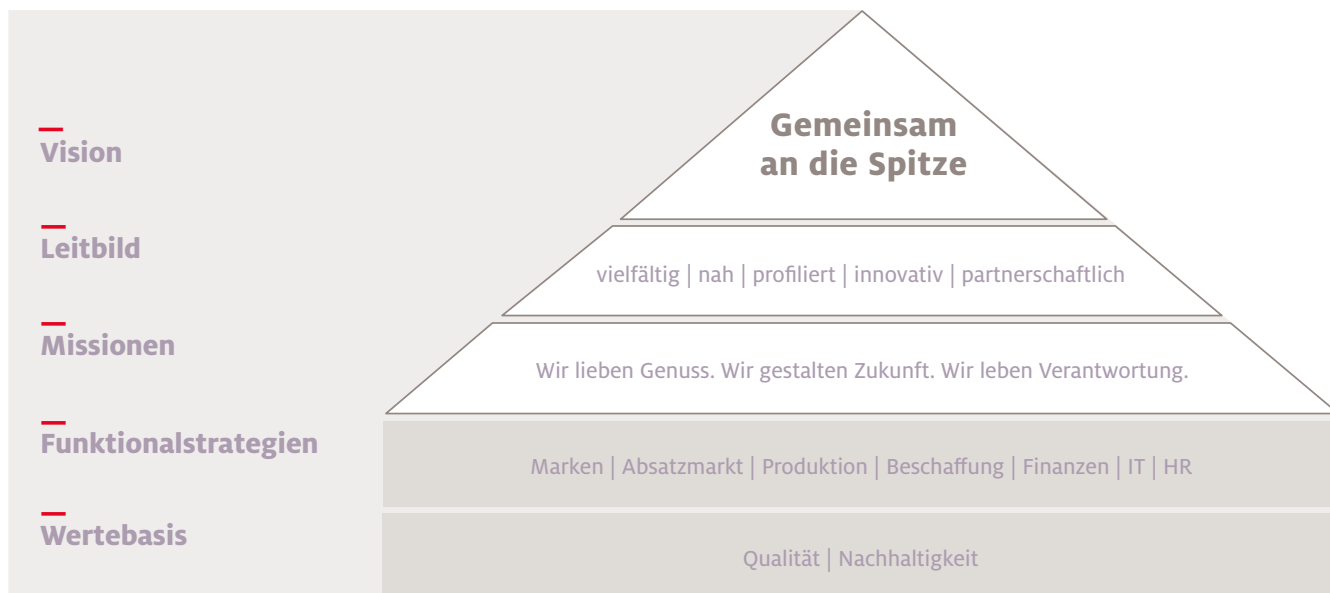 Vision
Gemeinsam
an die Spitze
Leitbild
vielfältig | nah | profiliert | innovativ | partnerschaftlich
Missionen
Wir lieben Genuss. Wir gestalten Zukunft. Wir leben Verantwortung.
Funktionalstrategien
Marken | Absatzmarkt | Produktion | Beschaffung | Finanzen | IT | HR
Wertebasis
Qualität | Nachhaltigkeit